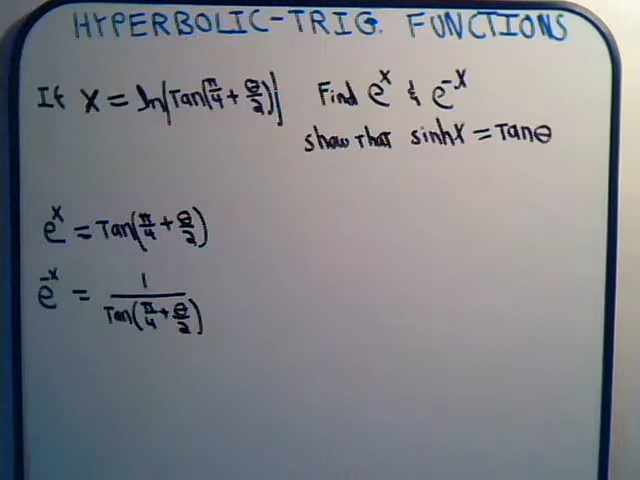 HYPERBOLIC-TRIG. FUNCTIONS
If x = ln[Tan(π/4 + θ/2)] Find e^x & e^-x
show that sinhx = Tanθ
e^x = Tan(π/4 + θ/2)
e^-x = 1/Tan(π/4 + θ/2)